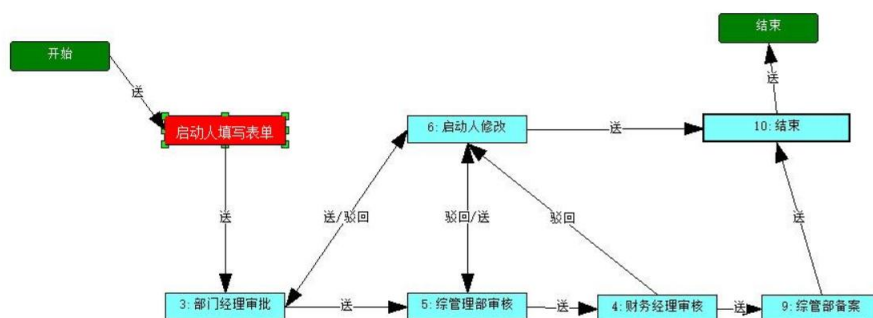 结束
开始
送
送
启动人填写表单
6:启动人修改
送
10:结束
送
送/驳回
驳回/送
驳回
送
3:部门经理审批
送
5:综管理部审核
送
4:财务经理审核
送
9:综管部备案